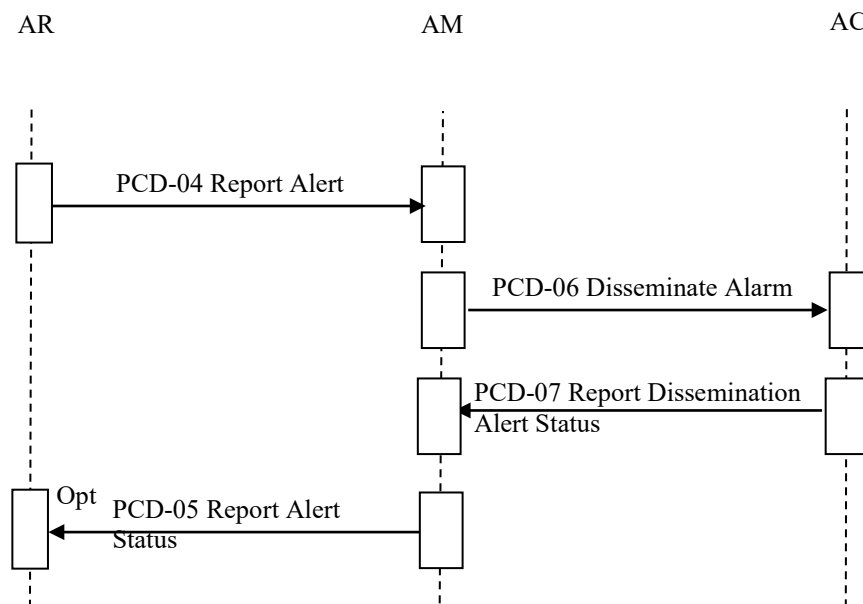 AR
AM
AC
PCD-04 Report Alert
PCD-06 Disseminate Alarm
PCD-07 Report Dissemination
Alert Status
Opt
PCD-05 Report Alert
Status